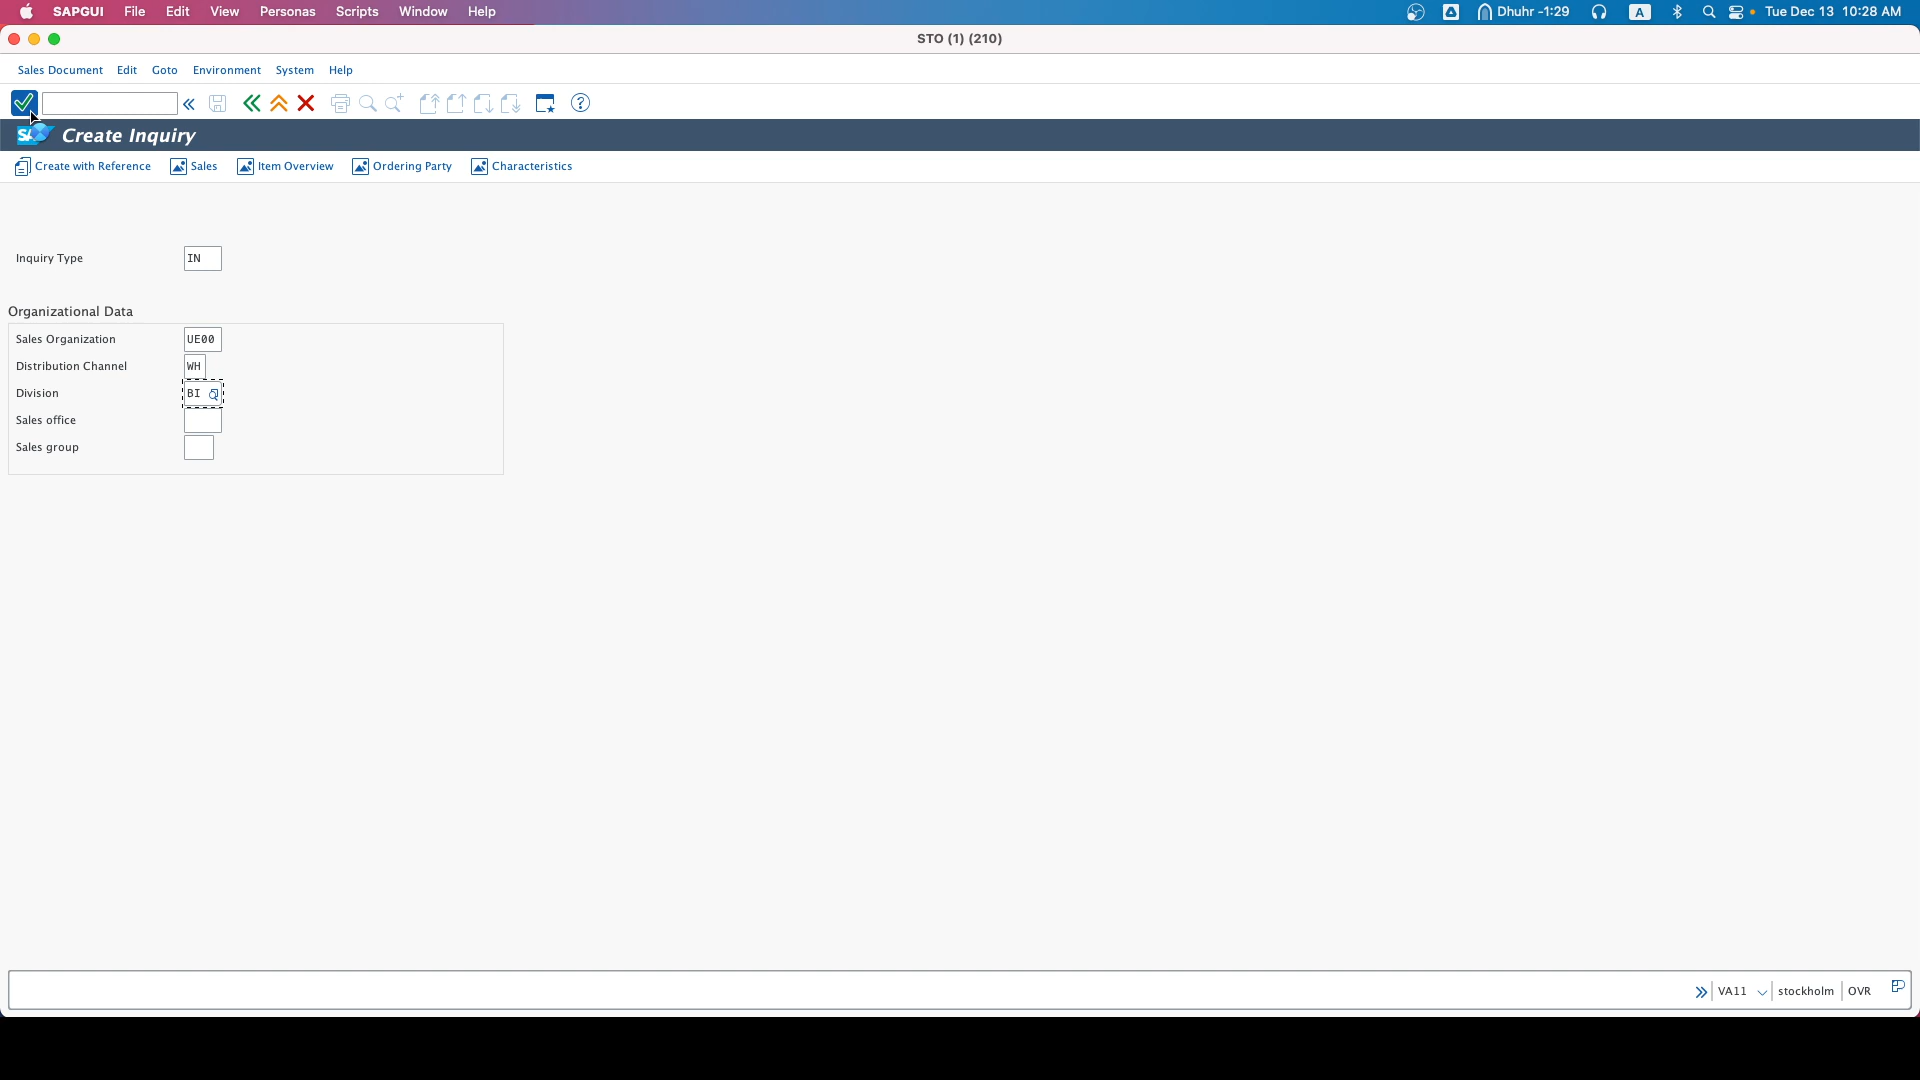 SAPGUI File Edit View Personas Scripts Window Help Dhuhr -1:29 A Tue Dec 13 10:28 AM
STO (1) (210)
Sales Document Edit Goto Environment System Help
SAP Create Inquiry
Create with Reference Sales Item Overview Ordering Party Characteristics
Inquiry Type IN
Organizational Data
Sales Organization UE00
Distribution Channel WH
Division BI
Sales office
Sales group
VA11 stockholm OVR